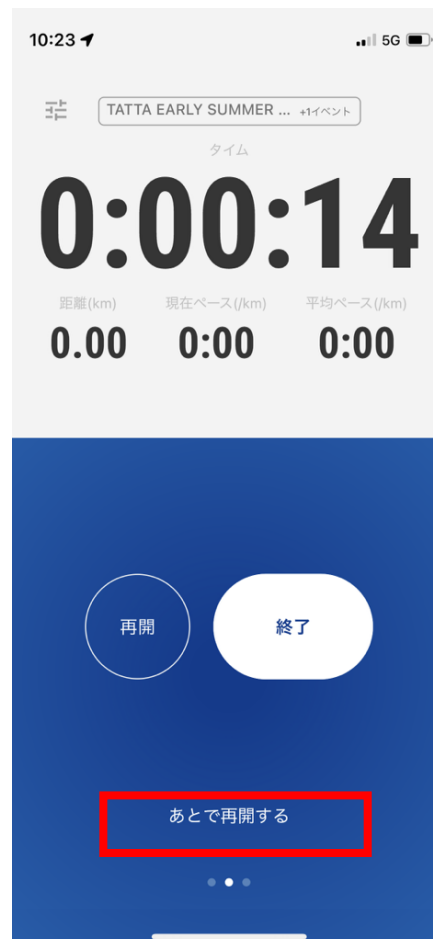 10:23 5G
TATTA EARLY SUMMER ... +1イベント
タイム
0:00:14
距離(km) 現在ペース(/km) 平均ペース(/km)
0.00 0:00 0:00
再開 終了
あとで再開する